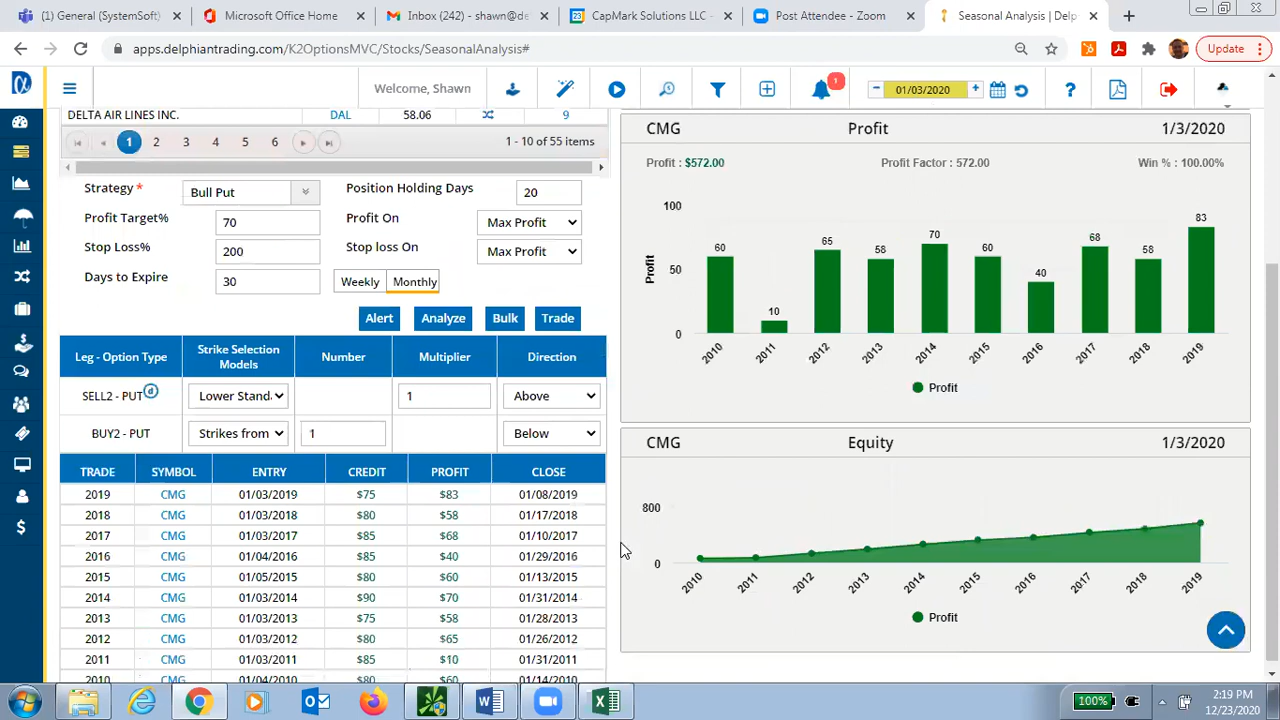 (1) General (SystemSoft
Microsoft Office Home
Inbox (242) - shawn@de
CapMark Solutions LLC -
Post Attendee - Zoom
Seasonal Analysis | Delp
apps.delphiantrading.com/K2OptionsMVC/Stocks/SeasonalAnalysis#
Update
Welcome, Shawn
1
01/03/2020
DELTA AIR LINES INC. DAL 58.06 9
1 2 3 4 5 6 1 - 10 of 55 items
Strategy * Bull Put Position Holding Days 20
Profit Target% 70 Profit On Max Profit
Stop Loss% 200 Stop loss On Max Profit
Days to Expire 30 Weekly Monthly
Alert Analyze Bulk Trade
Leg - Option Type Strike Selection Models Number Multiplier Direction
SELL2 - PUT d Lower Stand. 1 Above
BUY2 - PUT Strikes from 1 Below
TRADE SYMBOL ENTRY CREDIT PROFIT CLOSE
2019 CMG 01/03/2019 $75 $83 01/08/2019
2018 CMG 01/03/2018 $80 $58 01/17/2018
2017 CMG 01/03/2017 $85 $68 01/10/2017
2016 CMG 01/04/2016 $85 $40 01/29/2016
2015 CMG 01/05/2015 $80 $60 01/13/2015
2014 CMG 01/03/2014 $90 $70 01/31/2014
2013 CMG 01/03/2013 $75 $58 01/28/2013
2012 CMG 01/03/2012 $80 $65 01/26/2012
2011 CMG 01/03/2011 $85 $10 01/31/2011
2010 CMG 01/04/2010 $80 $60 01/14/2010
CMG Profit 1/3/2020
Profit : $572.00 Profit Factor : 572.00 Win % : 100.00%
100
50
0
Profit
60 10 65 58 70 60 40 68 58 83
2010 2011 2012 2013 2014 2015 2016 2017 2018 2019
Profit
CMG Equity 1/3/2020
800
0
2010 2011 2012 2013 2014 2015 2016 2017 2018 2019
Profit
100%
2:19 PM
12/23/2020